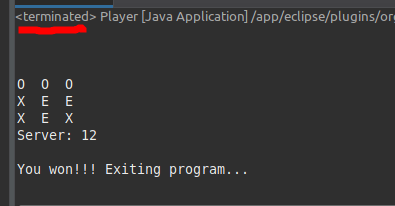 <terminated> Player [Java Application] /app/eclipse/plugins/or
O O O
X E E
X E X
Server: 12
You won!!! Exiting program...